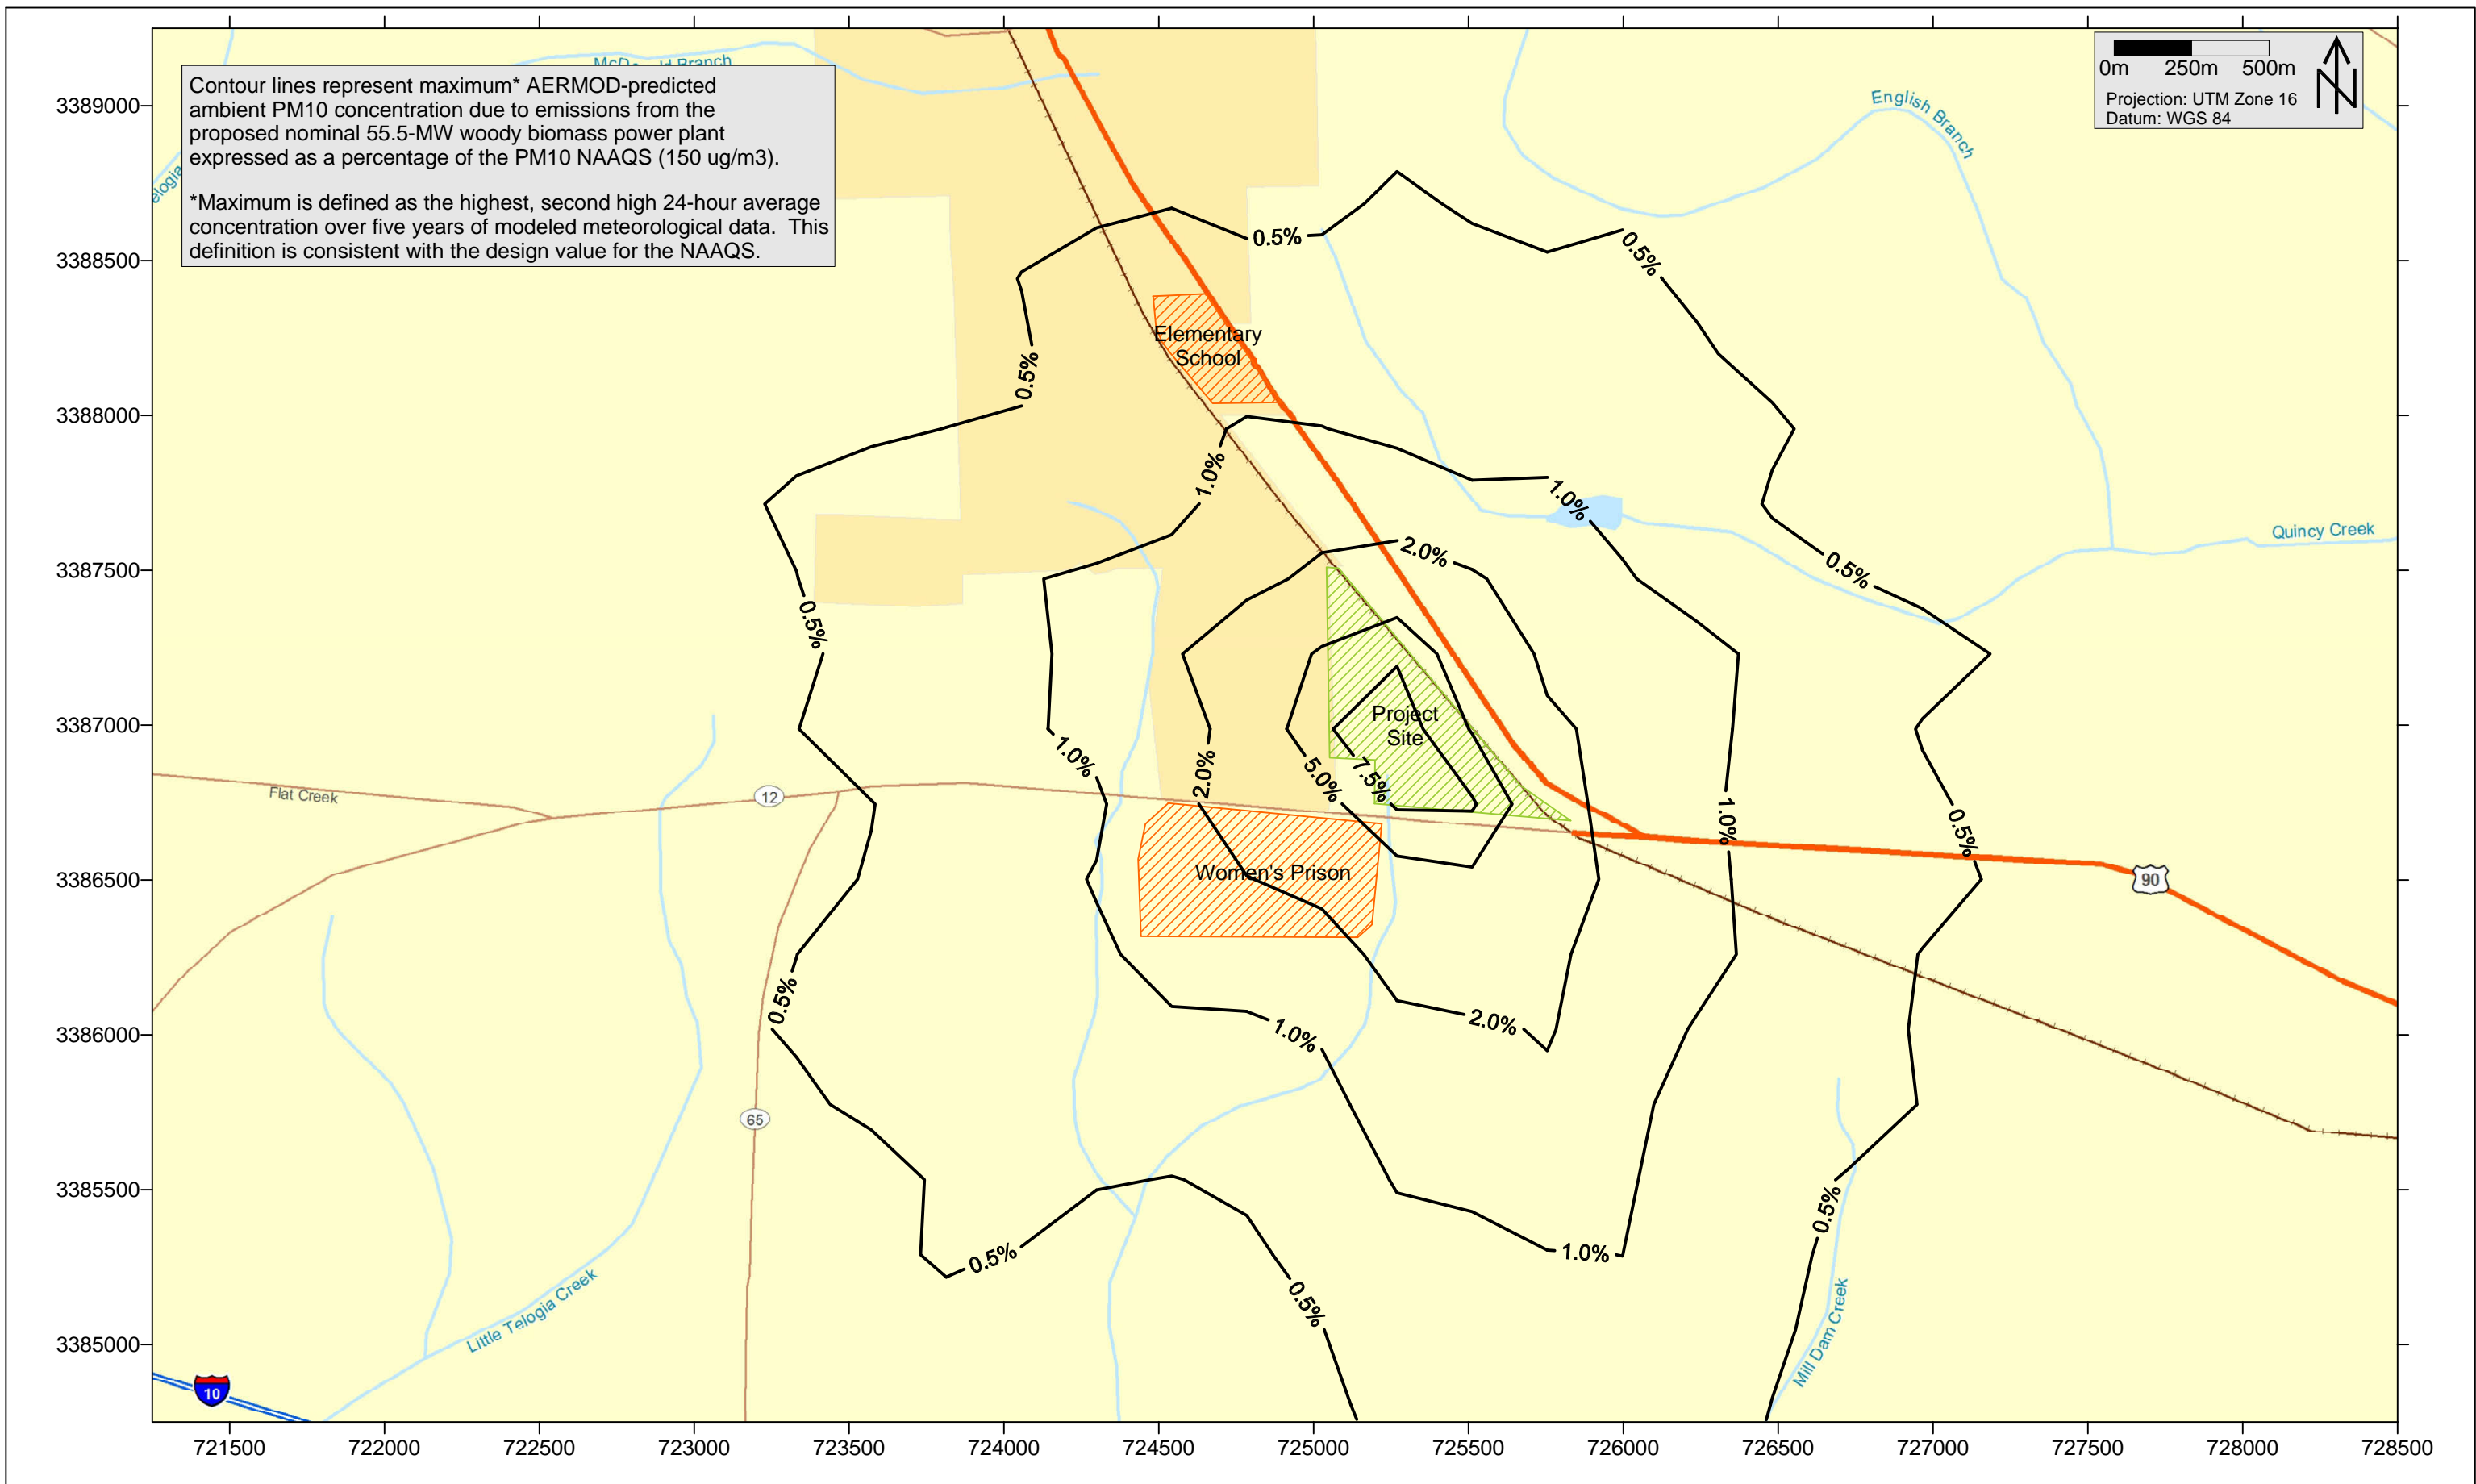 McDonald Branch
Contour lines represent maximum* AERMOD-predicted
ambient PM10 concentration due to emissions from the
proposed nominal 55.5-MW woody biomass power plant
expressed as a percentage of the PM10 NAAQS (150 ug/m3).
*Maximum is defined as the highest, second high 24-hour average
concentration over five years of modeled meteorological data.  This
definition is consistent with the design value for the NAAQS.
0m 250m 500m
Projection: UTM Zone 16
Datum: WGS 84
N
English Branch
elogia
0.5%
0.5%
Elementary
School
0.5%
1.0%
1.0%
Quincy Creek
2.0%
0.5%
0.5%
Project
Site
1.0%
2.0%
5.0%
7.5%
Flat Creek
12
1.0%
0.5%
Women's Prison
90
0.5%
2.0%
1.0%
65
0.5%
0.5%
1.0%
0.5%
Little Telogia Creek
Mill Dam Creek
10
3389000
3388500
3388000
3387500
3387000
3386500
3386000
3385500
3385000
721500 722000 722500 723000 723500 724000 724500 725000 725500 726000 726500 727000 727500 728000 728500